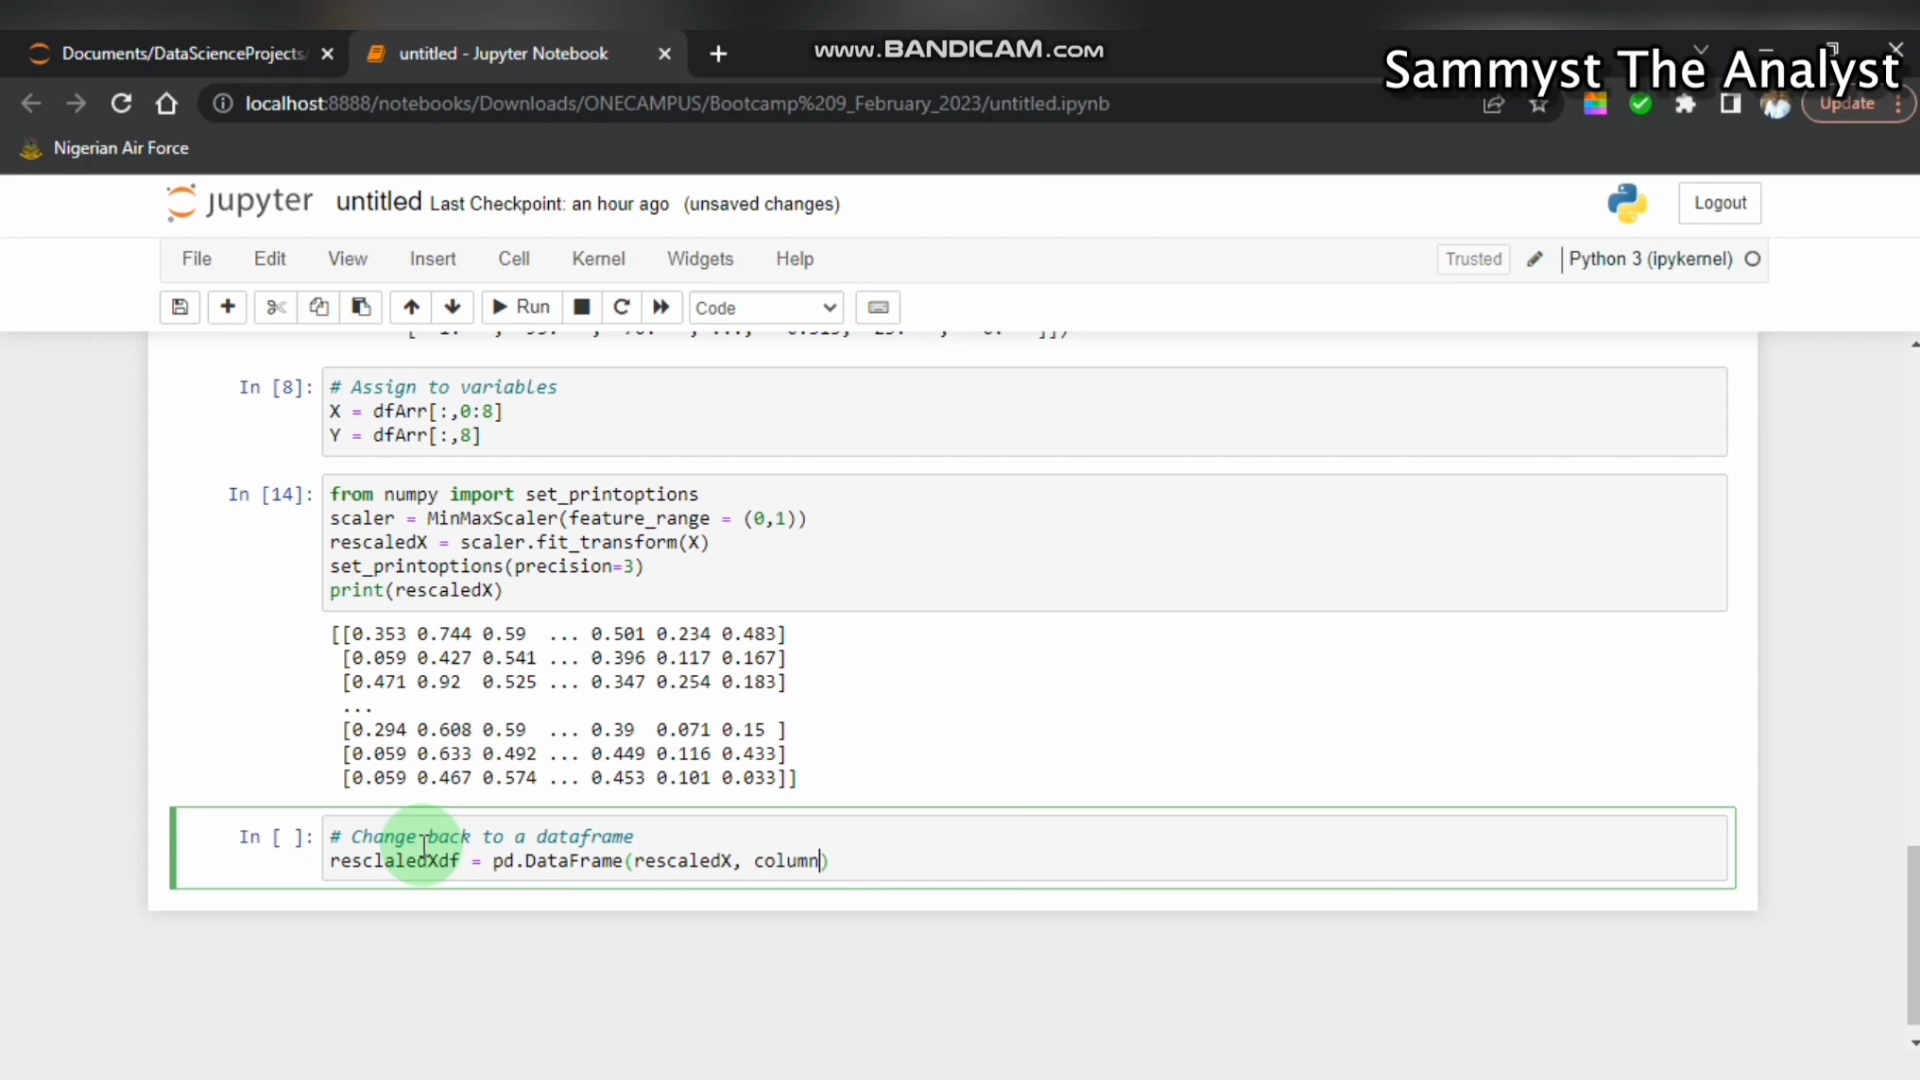 www.BANDICAM.com
Sammyst The Analyst
Documents/DataScienceProjects/
untitled - Jupyter Notebook
localhost:8888/notebooks/Downloads/ONECAMPUS/Bootcamp%209_February_2023/untitled.ipynb
Update
Nigerian Air Force
jupyter untitled Last Checkpoint: an hour ago (unsaved changes)
Logout
File Edit View Insert Cell Kernel Widgets Help
Trusted Python 3 (ipykernel)
Run Code
In [8]: # Assign to variables
X = dfArr[:,0:8]
Y = dfArr[:,8]
In [14]: from numpy import set_printoptions
scaler = MinMaxScaler(feature_range = (0,1))
rescaledX = scaler.fit_transform(X)
set_printoptions(precision=3)
print(rescaledX)
[[0.353 0.744 0.59 ... 0.501 0.234 0.483]
[0.059 0.427 0.541 ... 0.396 0.117 0.167]
[0.471 0.92 0.525 ... 0.347 0.254 0.183]
...
[0.294 0.608 0.59 ... 0.39 0.071 0.15 ]
[0.059 0.633 0.492 ... 0.449 0.116 0.433]
[0.059 0.467 0.574 ... 0.453 0.101 0.033]]
In [ ]: # Change back to a dataframe
resclaledXdf = pd.DataFrame(rescaledX, column)